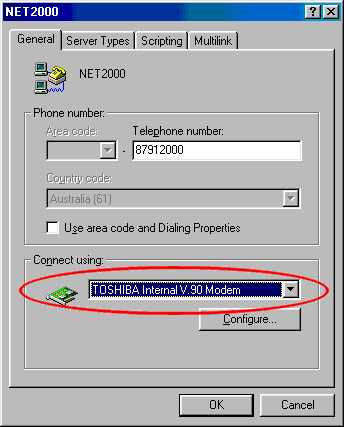 NET2000
General Server Types Scripting Multilink
NET2000
Phone number:
Area code: Telephone number:
- 87912000
Country code:
Australia (61)
Use area code and Dialing Properties
Connect using:
TOSHIBA Internal V.90 Modem
Configure...
OK Cancel